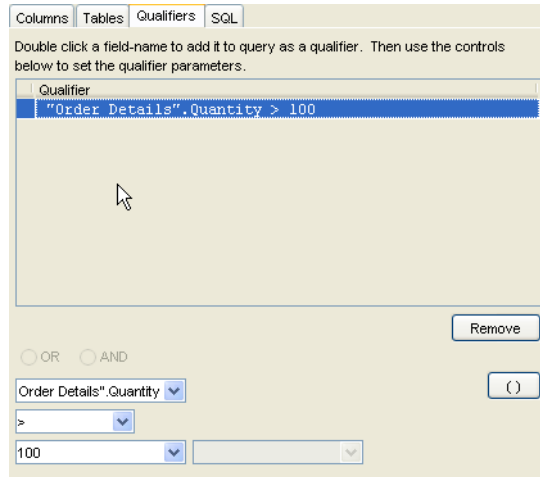 Columns Tables Qualifiers SQL
Double click a field-name to add it to query as a qualifier. Then use the controls
below to set the qualifier parameters.
Qualifier
"Order Details".Quantity > 100
Remove
OR AND
Order Details".Quantity
( )
>
100